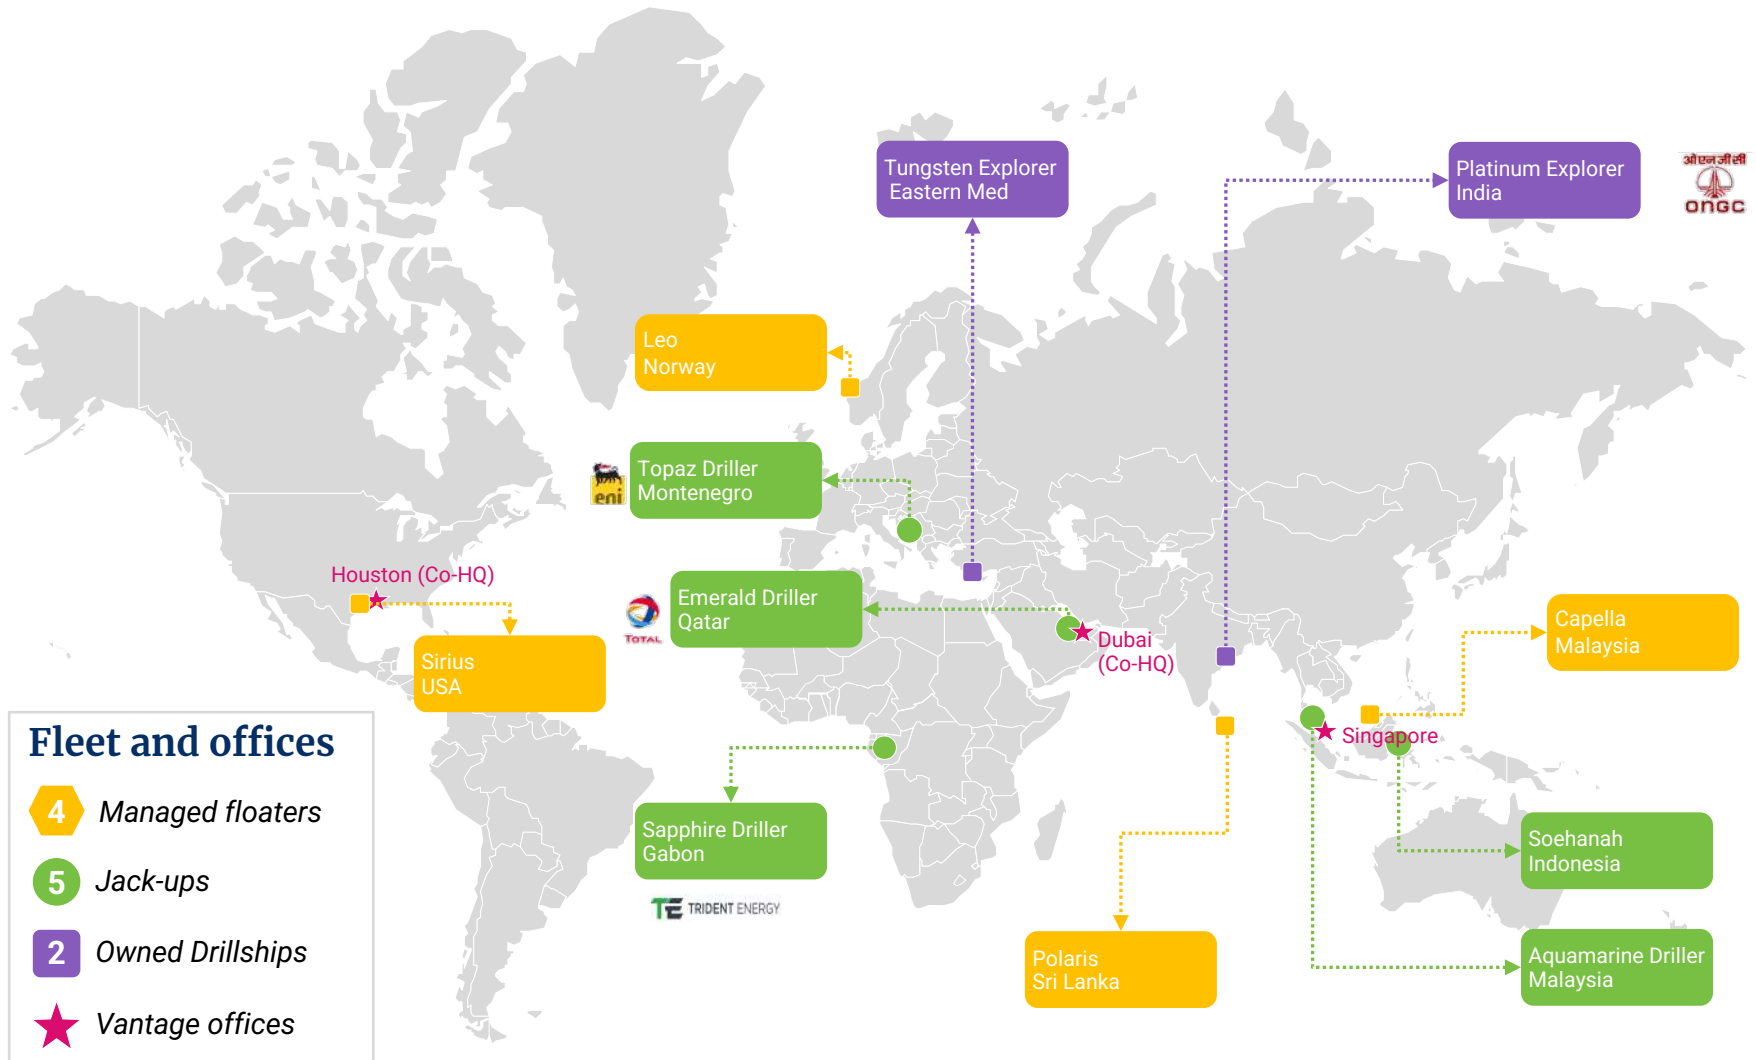 Tungsten Explorer
Eastern Med
Platinum Explorer
India
ओएनजीसी
ONGC
Leo
Norway
eni
Topaz Driller
Montenegro
Houston (Co-HQ)
TOTAL
Emerald Driller
Qatar
Dubai
(Co-HQ)
Capella
Malaysia
Sirius
USA
Singapore
Sapphire Driller
Gabon
TE TRIDENT ENERGY
Soehanah
Indonesia
Polaris
Sri Lanka
Aquamarine Driller
Malaysia
Fleet and offices
4 Managed floaters
5 Jack-ups
2 Owned Drillships
Vantage offices